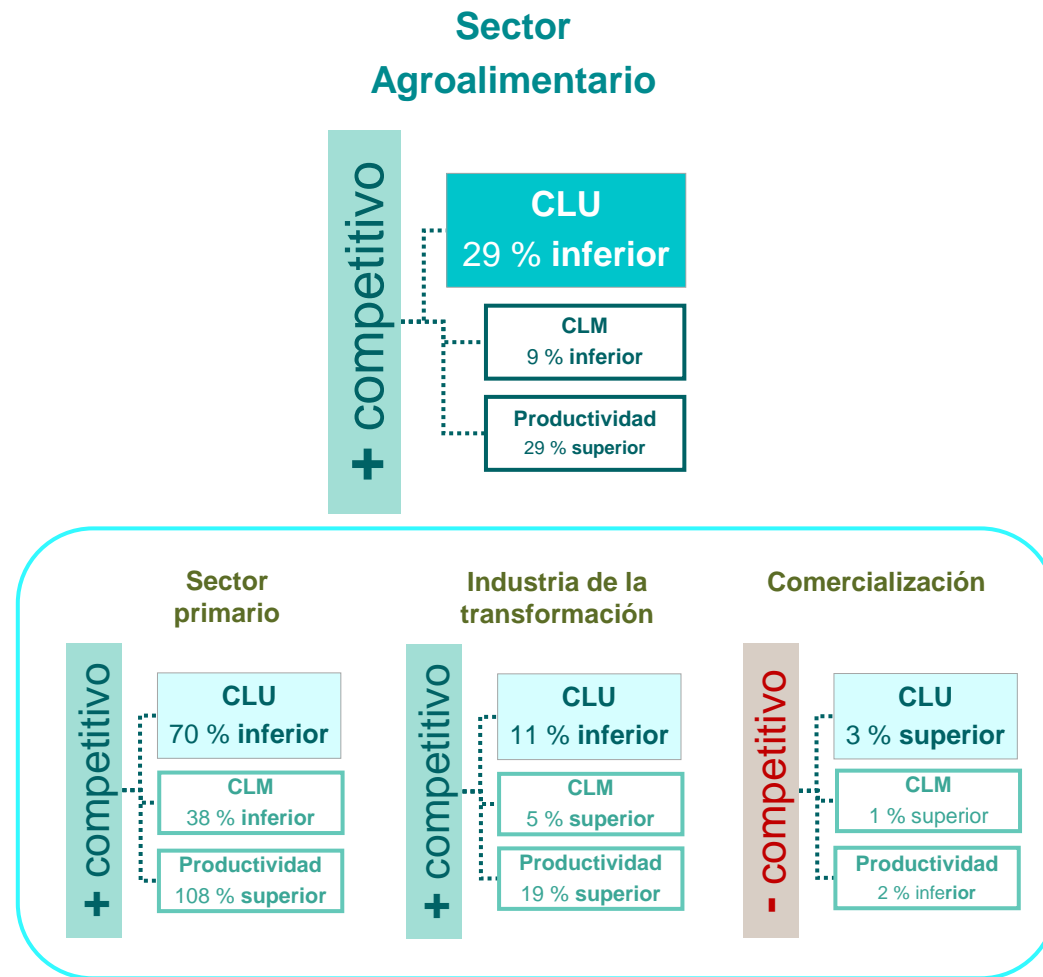 Sector
Agroalimentario
+ competitivo
CLU
29 % inferior
CLM
9 % inferior
Productividad
29 % superior
Sector
primario
+ competitivo
CLU
70 % inferior
CLM
38 % inferior
Productividad
108 % superior
Industria de la
transformación
+ competitivo
CLU
11 % inferior
CLM
5 % superior
Productividad
19 % superior
Comercialización
- competitivo
CLU
3 % superior
CLM
1 % superior
Productividad
2 % inferior